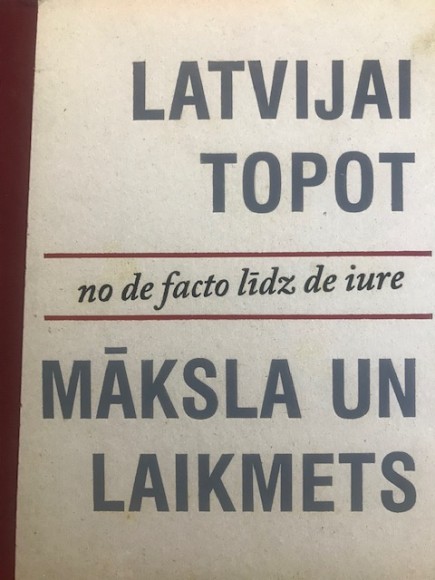 LATVIJAI
TOPOT
no de facto līdz de iure
MĀKSLA UN
LAIKMETS